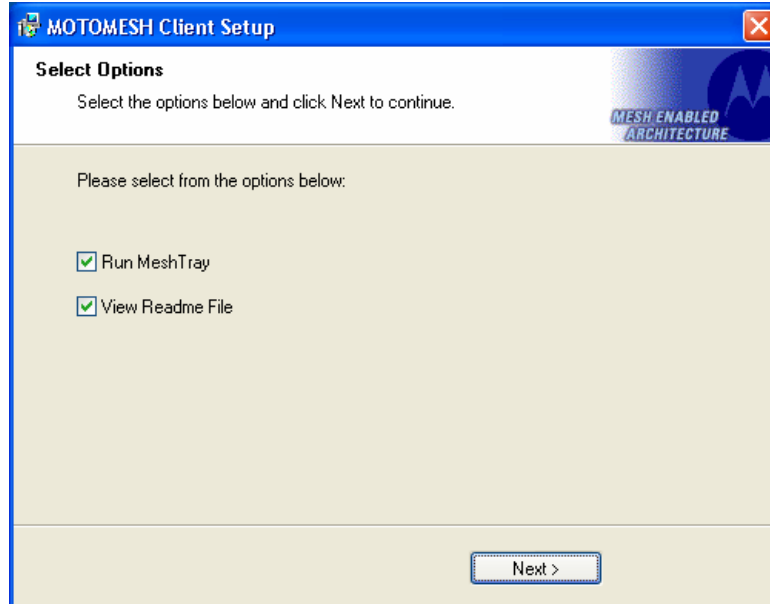 MOTOMESH Client Setup
Select Options
Select the options below and click Next to continue.
MESH ENABLED
ARCHITECTURE
Please select from the options below:
Run MeshTray
View Readme File
Next >